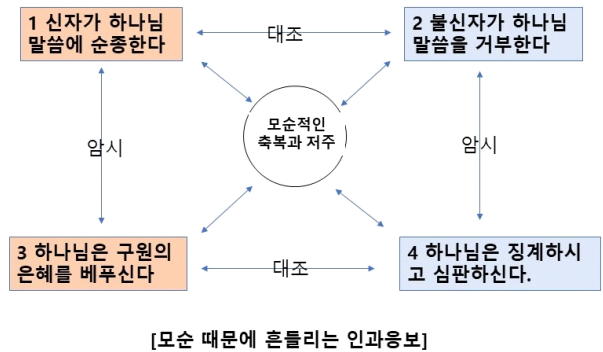 1 신자가 하나님
말씀에 순종한다
대조
2 불신자가 하나님
말씀을 거부한다
암시
모순적인
축복과 저주
암시
3 하나님은 구원의
은혜를 베푸신다
대조
4 하나님은 징계하시
고 심판하신다.
[모순 때문에 흔들리는 인과응보]